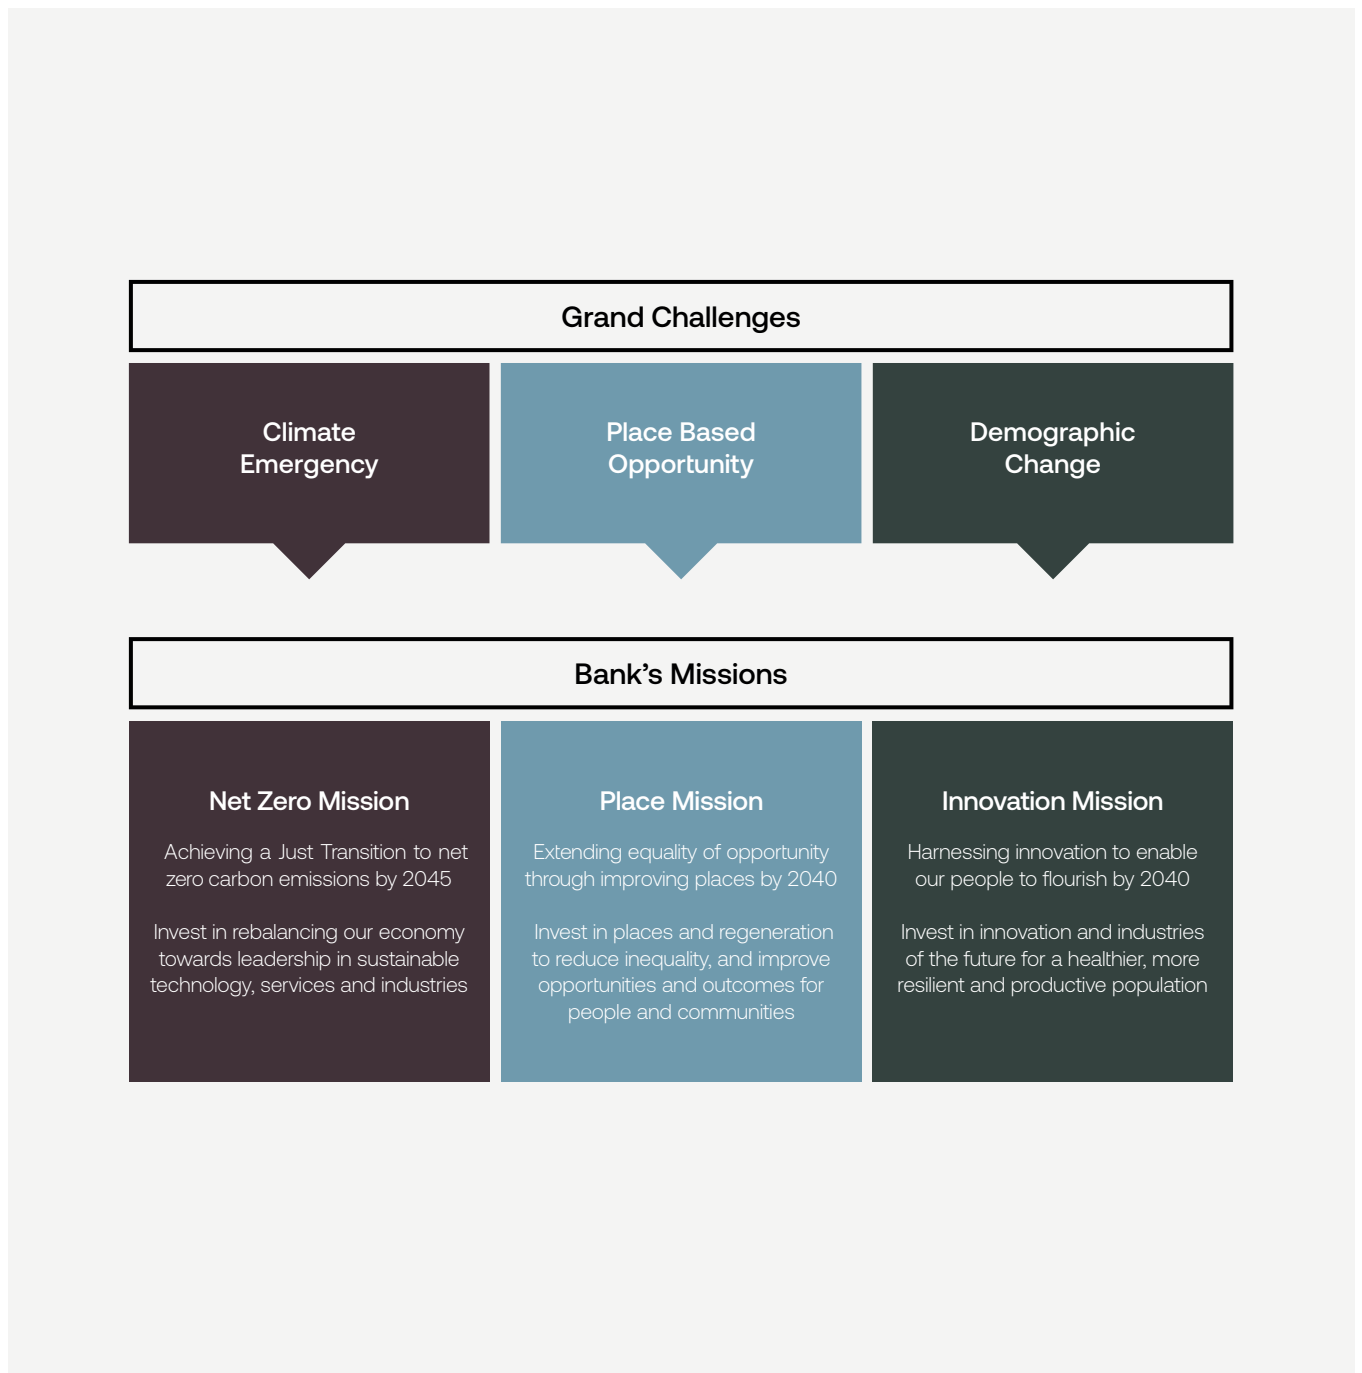 Grand Challenges
Climate
Emergency
Place Based
Opportunity
Demographic
Change
Bank’s Missions
Net Zero Mission
Achieving a Just Transition to net
zero carbon emissions by 2045
Invest in rebalancing our economy
towards leadership in sustainable
technology, services and industries
Place Mission
Extending equality of opportunity
through improving places by 2040
Invest in places and regeneration
to reduce inequality, and improve
opportunities and outcomes for
people and communities
Innovation Mission
Harnessing innovation to enable
our people to flourish by 2040
Invest in innovation and industries
of the future for a healthier, more
resilient and productive population